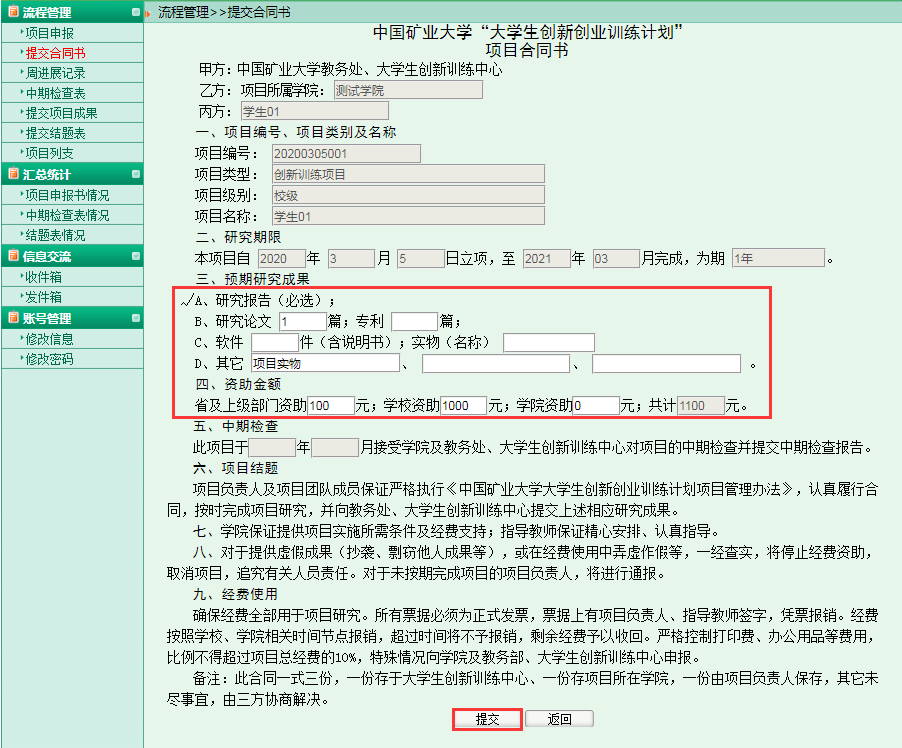 流程管理
项目申报
提交合同书
周进展记录
中期检查表
提交项目成果
提交结题表
项目列支
汇总统计
项目申报书情况
中期检查表情况
结题表情况
信息交流
收件箱
发件箱
账号管理
修改信息
修改密码
流程管理>>提交合同书
中国矿业大学“大学生创新创业训练计划”
项目合同书
甲方：中国矿业大学教务处、大学生创新训练中心
乙方：项目所属学院：测试学院
丙方：学生01
一、项目编号、项目类别及名称
项目编号：20200305001
项目类型：创新训练项目
项目级别：校级
项目名称：学生01
二、研究期限
本项目自 2020 年 3 月 5 日立项，至 2021 年 03 月完成，为期 1年 。
三、预期研究成果
√A、研究报告（必选）；
B、研究论文 1 篇；专利 篇；
C、软件 件（含说明书）；实物（名称）
D、其它 项目实物 、 、 。
四、资助金额
省及上级部门资助100 元；学校资助1000 元；学院资助0 元；共计1100 元。
五、中期检查
此项目于 年 月接受学院及教务处、大学生创新训练中心对项目的中期检查并提交中期检查报告。
六、项目结题
项目负责人及项目团队成员保证严格执行《中国矿业大学大学生创新创业训练计划项目管理办法》，认真履行合
同，按时完成项目研究，并向教务处、大学生创新训练中心提交上述相应研究成果。
七、学院保证提供项目实施所需条件及经费支持；指导教师保证精心安排、认真指导。
八、对于提供虚假成果（抄袭、剽窃他人成果等），或在经费使用中弄虚作假等，一经查实，将停止经费资助，
取消项目，追究有关人员责任。对于未按期完成项目的项目负责人，将进行通报。
九、经费使用
确保经费全部用于项目研究。所有票据必须为正式发票，票据上有项目负责人、指导教师签字，凭票报销。经费
按照学校、学院相关时间节点报销，超过时间将不予报销，剩余经费予以收回。严格控制打印费、办公用品等费用，
比例不得超过项目总经费的10%，特殊情况向学院及教务部、大学生创新训练中心申报。
备注：此合同一式三份，一份存于大学生创新训练中心、一份存项目所在学院，一份由项目负责人保存，其它未
尽事宜，由三方协商解决。
提交 返回